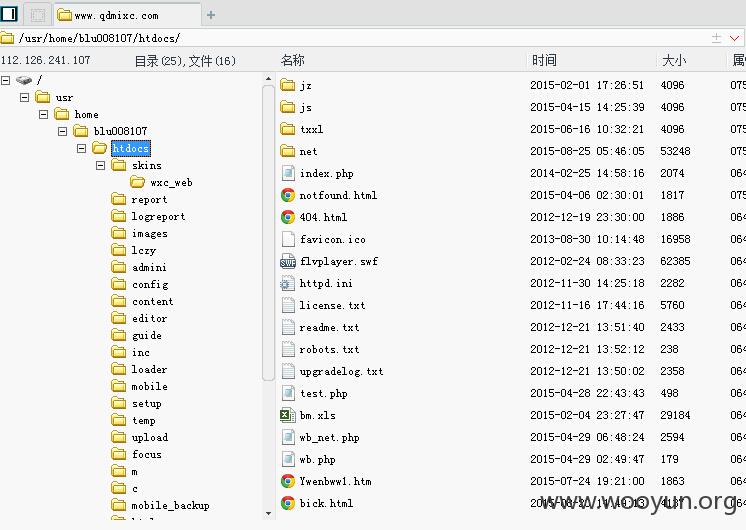 www.qdmixc.com
/usr/home/blu008107/htdocs/
112.126.241.107 目录(25),文件(16) 名称 时间 大小
/
usr
home
blu008107
htdocs
skins
wxc_web
report
logreport
images
lczy
admini
config
content
editor
guide
inc
loader
mobile
setup
temp
upload
focus
m
c
mobile_backup
jz 2015-02-01 17:26:51 4096 075
js 2015-04-15 14:25:39 4096 075
txxl 2015-06-16 10:32:21 4096 075
net 2015-08-25 05:46:05 53248 075
index.php 2014-02-25 14:58:16 2074 064
notfound.html 2015-04-06 02:30:01 1817 075
404.html 2012-12-19 23:30:00 1886 064
favicon.ico 2013-08-30 10:14:48 16958 064
flvplayer.swf 2012-02-24 08:33:23 62385 064
httpd.ini 2012-11-30 14:25:18 2282 064
license.txt 2012-11-16 17:44:16 5760 064
readme.txt 2012-12-21 13:51:40 2433 064
robots.txt 2012-12-21 13:52:12 238 064
upgradelog.txt 2012-12-21 13:50:02 2358 064
test.php 2015-04-28 22:43:43 498 064
bm.xls 2015-02-04 23:27:47 29184 064
wb_net.php 2015-04-29 06:48:24 2594 064
wb.php 2015-04-29 02:49:47 179 064
Ywenbww1.htm 2015-07-24 19:21:00 1863 064
bick.html
www.wooyun.org